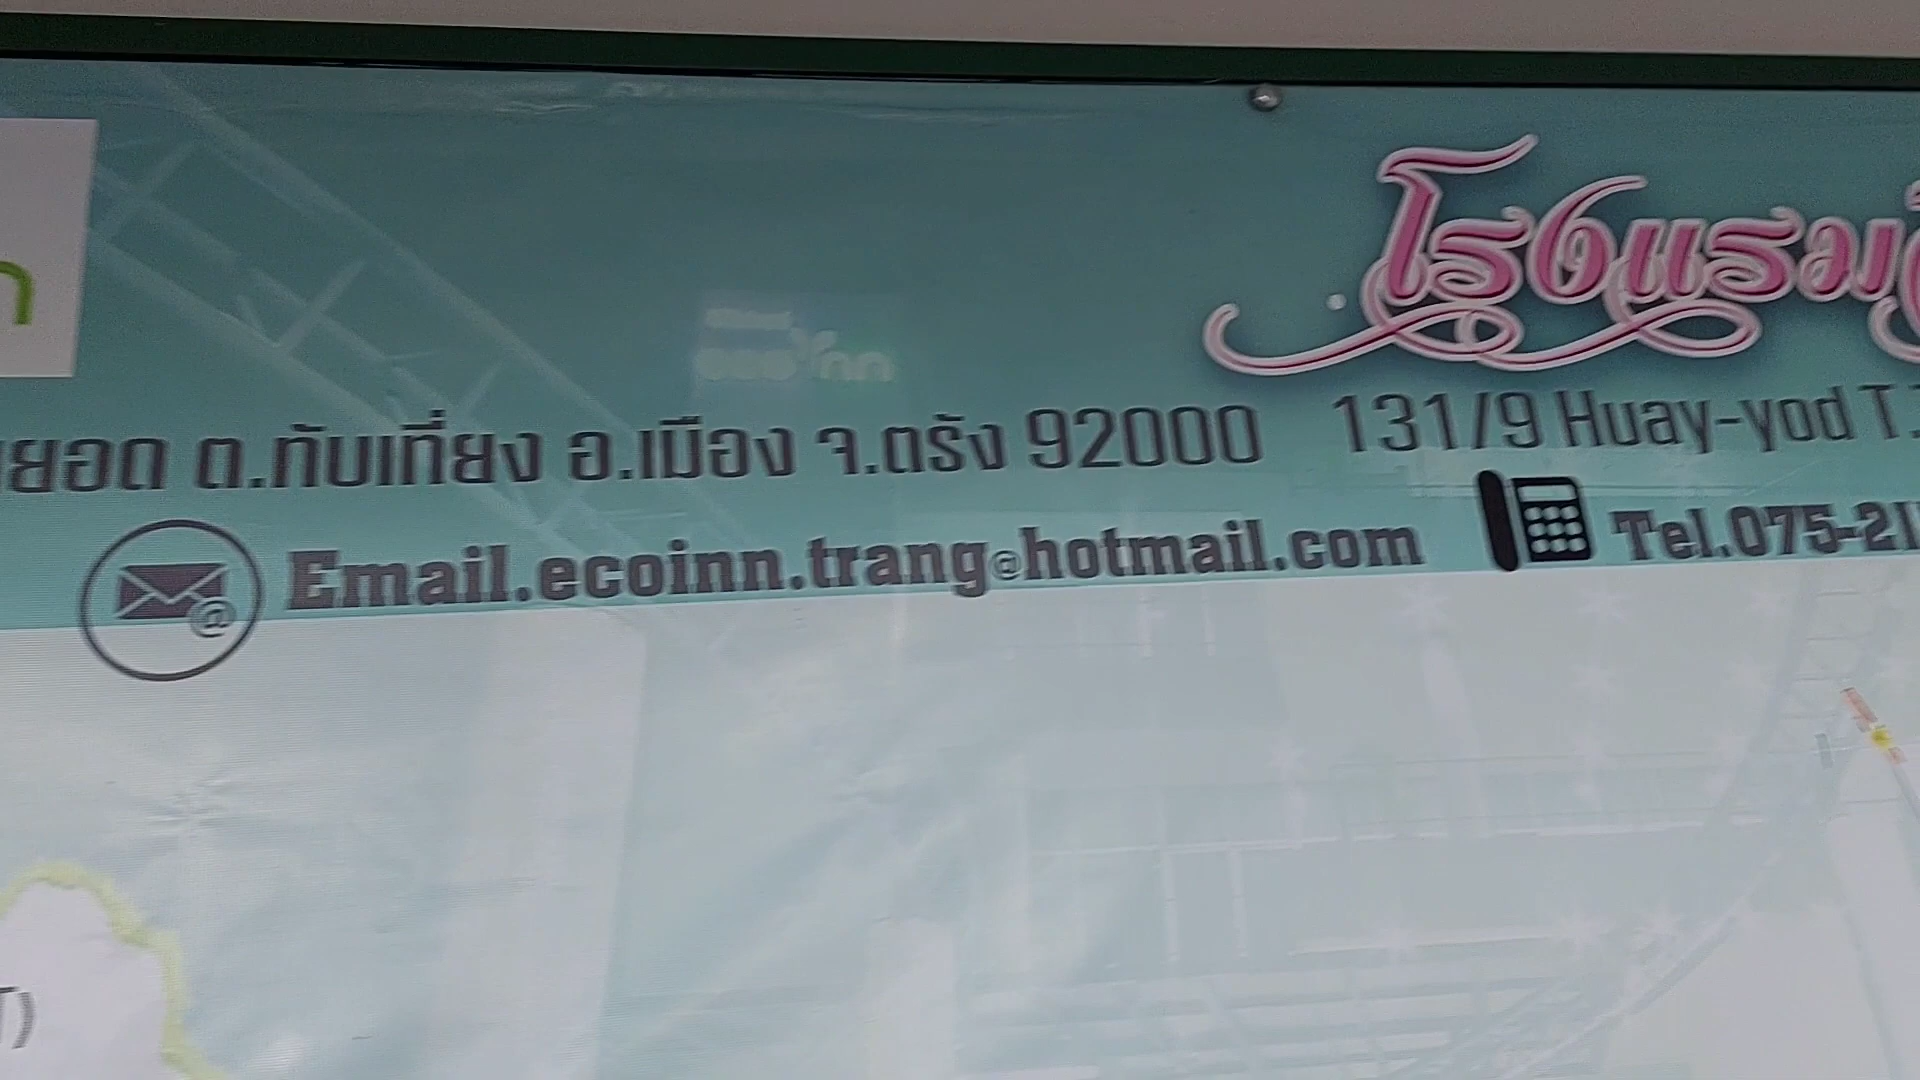 โรงแรม
ยอด ต.ทับเที่ยง อ.เมือง จ.ตรัง 92000 131/9 Huay-yod T.
Email.ecoinn.trang@hotmail.com Tel.075-21